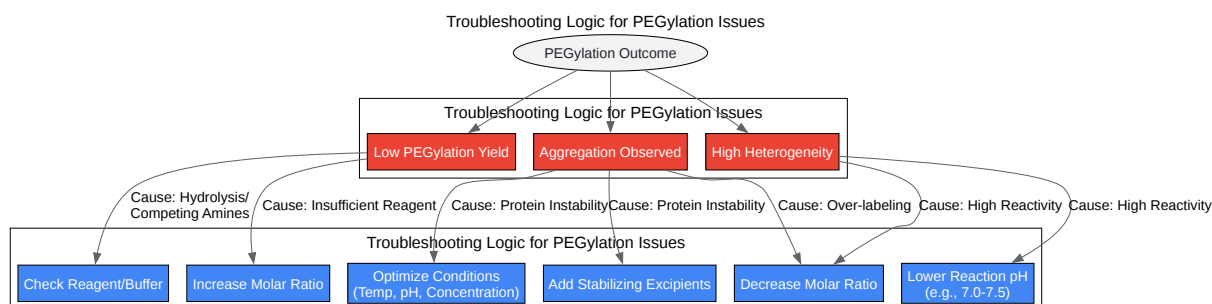 Troubleshooting Logic for PEGylation Issues
PEGylation Outcome
Troubleshooting Logic for PEGylation Issues
Low PEGylation Yield
Aggregation Observed
High Heterogeneity
Cause: Hydrolysis/
Competing Amines
Cause: Insufficient Reagent
Cause: Protein Instability
Cause: Protein Instability
Cause: Over-labeling
Cause: High Reactivity
Cause: High Reactivity
Troubleshooting Logic for PEGylation Issues
Check Reagent/Buffer
Increase Molar Ratio
Optimize Conditions
(Temp, pH, Concentration)
Add Stabilizing Excipients
Decrease Molar Ratio
Lower Reaction pH
(e.g., 7.0-7.5)